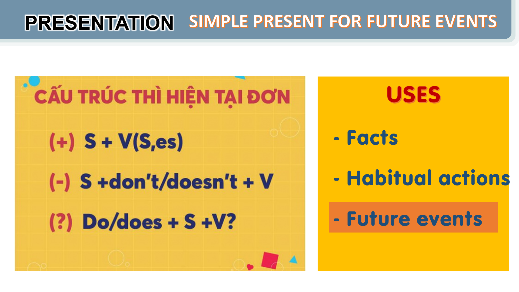 PRESENTATION SIMPLE PRESENT FOR FUTURE EVENTS
CẤU TRÚC THÌ HIỆN TẠI ĐƠN
(+) S + V(S,es)
(-) S +don't/doesn't + V
(?) Do/does + S +V?
USES
- Facts
- Habitual actions
- Future events